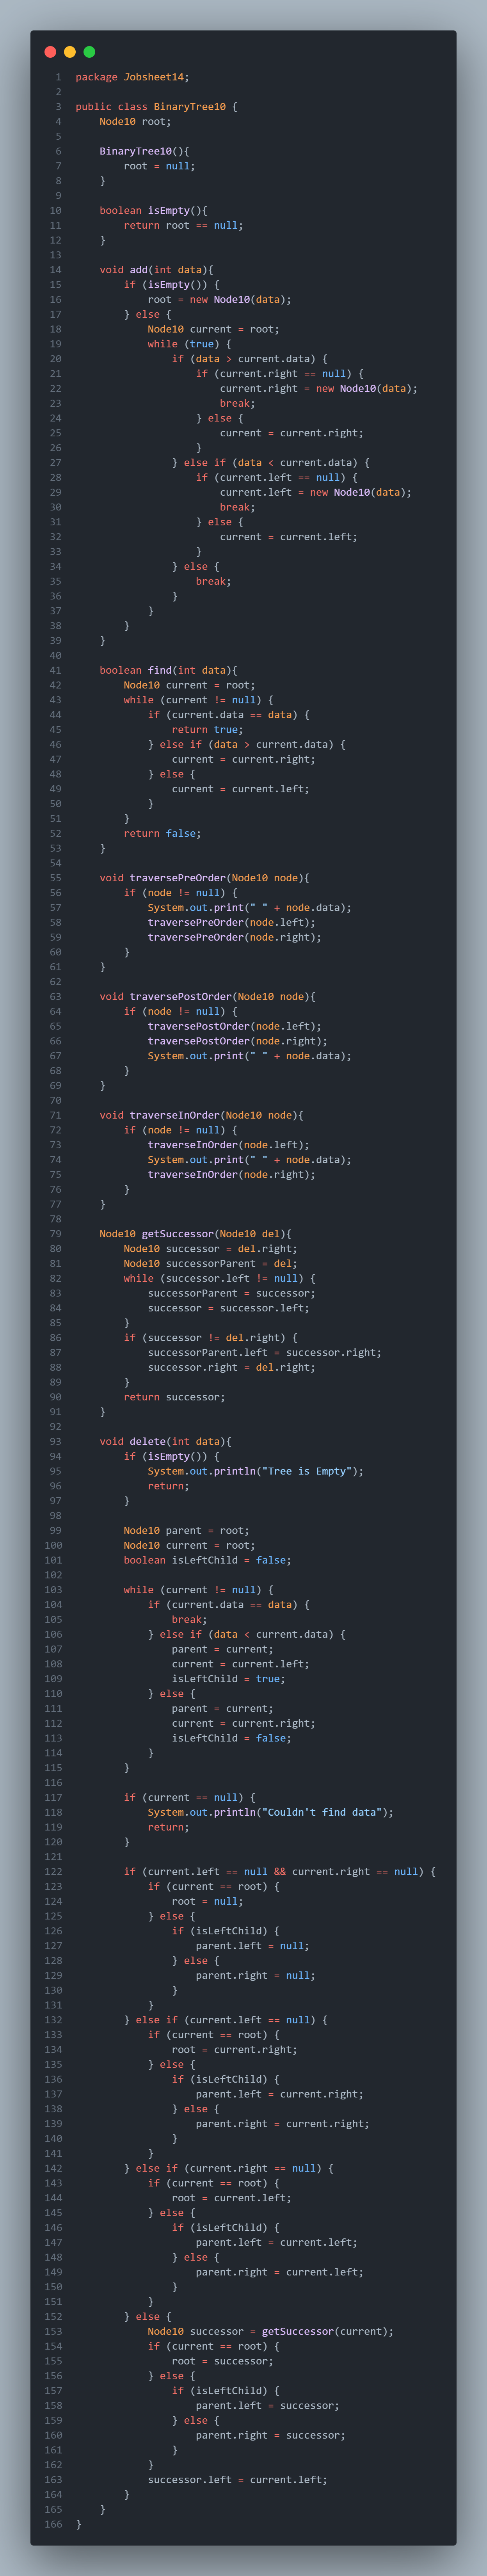 1 package Jobsheet14;
2
3 public class BinaryTree10 {
4     Node10 root;
5
6     BinaryTree10(){
7         root = null;
8     }
9
10     boolean isEmpty(){
11         return root == null;
12     }
13
14     void add(int data){
15         if (isEmpty()) {
16             root = new Node10(data);
17         } else {
18             Node10 current = root;
19             while (true) {
20                 if (data > current.data) {
21                     if (current.right == null) {
22                         current.right = new Node10(data);
23                         break;
24                     } else {
25                         current = current.right;
26                     }
27                 } else if (data < current.data) {
28                     if (current.left == null) {
29                         current.left = new Node10(data);
30                         break;
31                     } else {
32                         current = current.left;
33                     }
34                 } else {
35                     break;
36                 }
37             }
38         }
39     }
40
41     boolean find(int data){
42         Node10 current = root;
43         while (current != null) {
44             if (current.data == data) {
45                 return true;
46             } else if (data > current.data) {
47                 current = current.right;
48             } else {
49                 current = current.left;
50             }
51         }
52         return false;
53     }
54
55     void traversePreOrder(Node10 node){
56         if (node != null) {
57             System.out.print(" " + node.data);
58             traversePreOrder(node.left);
59             traversePreOrder(node.right);
60         }
61     }
62
63     void traversePostOrder(Node10 node){
64         if (node != null) {
65             traversePostOrder(node.left);
66             traversePostOrder(node.right);
67             System.out.print(" " + node.data);
68         }
69     }
70
71     void traverseInOrder(Node10 node){
72         if (node != null) {
73             traverseInOrder(node.left);
74             System.out.print(" " + node.data);
75             traverseInOrder(node.right);
76         }
77     }
78
79     Node10 getSuccessor(Node10 del){
80         Node10 successor = del.right;
81         Node10 successorParent = del;
82         while (successor.left != null) {
83             successorParent = successor;
84             successor = successor.left;
85         }
86         if (successor != del.right) {
87             successorParent.left = successor.right;
88             successor.right = del.right;
89         }
90         return successor;
91     }
92
93     void delete(int data){
94         if (isEmpty()) {
95             System.out.println("Tree is Empty");
96             return;
97         }
98
99         Node10 parent = root;
100         Node10 current = root;
101         boolean isLeftChild = false;
102
103         while (current != null) {
104             if (current.data == data) {
105                 break;
106             } else if (data < current.data) {
107                 parent = current;
108                 current = current.left;
109                 isLeftChild = true;
110             } else {
111                 parent = current;
112                 current = current.right;
113                 isLeftChild = false;
114             }
115         }
116
117         if (current == null) {
118             System.out.println("Couldn't find data");
119             return;
120         }
121
122         if (current.left == null && current.right == null) {
123             if (current == root) {
124                 root = null;
125             } else {
126                 if (isLeftChild) {
127                     parent.left = null;
128                 } else {
129                     parent.right = null;
130                 }
131             }
132         } else if (current.left == null) {
133             if (current == root) {
134                 root = current.right;
135             } else {
136                 if (isLeftChild) {
137                     parent.left = current.right;
138                 } else {
139                     parent.right = current.right;
140                 }
141             }
142         } else if (current.right == null) {
143             if (current == root) {
144                 root = current.left;
145             } else {
146                 if (isLeftChild) {
147                     parent.left = current.left;
148                 } else {
149                     parent.right = current.left;
150                 }
151             }
152         } else {
153             Node10 successor = getSuccessor(current);
154             if (current == root) {
155                 root = successor;
156             } else {
157                 if (isLeftChild) {
158                     parent.left = successor;
159                 } else {
160                     parent.right = successor;
161                 }
162             }
163             successor.left = current.left;
164         }
165     }
166 }